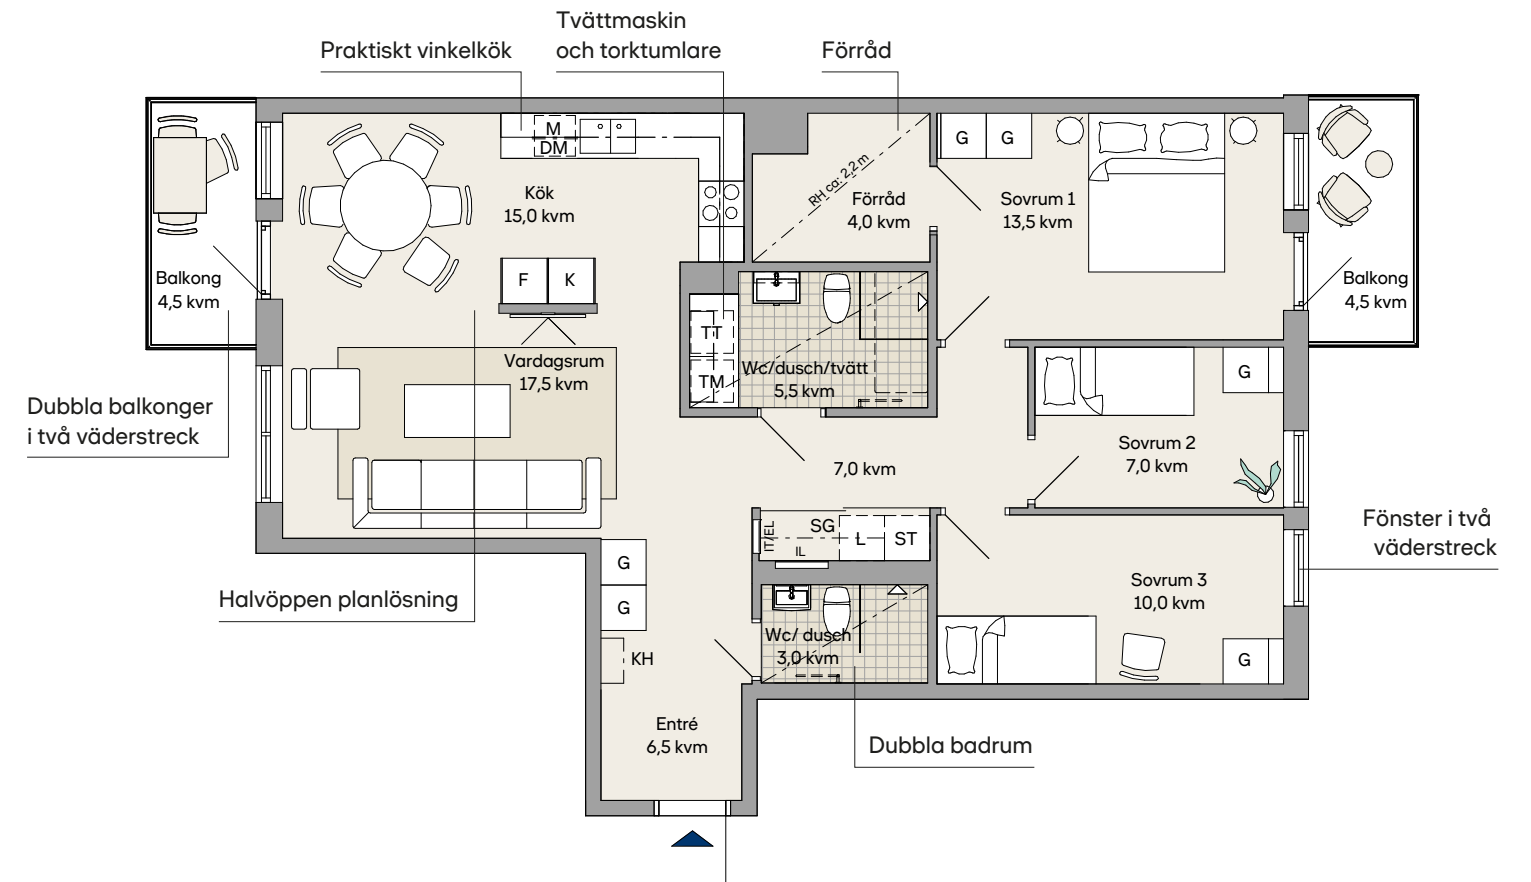 Tvättmaskin
och torktumlare
Praktiskt vinkelkök
Förråd
M
DM
Kök
15,0 kvm
F
K
RH ca: 2,2 m
Förråd
4,0 kvm
G
G
Sovrum 1
13,5 kvm
Balkong
4,5 kvm
Balkong
4,5 kvm
Vardagsrum
17,5 kvm
TT
TM
Wc/dusch/tvätt
5,5 kvm
G
Sovrum 2
7,0 kvm
Dubbla balkonger
i två väderstreck
7,0 kvm
IT/EL
SG
IL
L
ST
Fönster i två
väderstreck
G
G
KH
Wc/ dusch
3,0 kvm
Sovrum 3
10,0 kvm
G
Halvöppen planlösning
Entré
6,5 kvm
Dubbla badrum